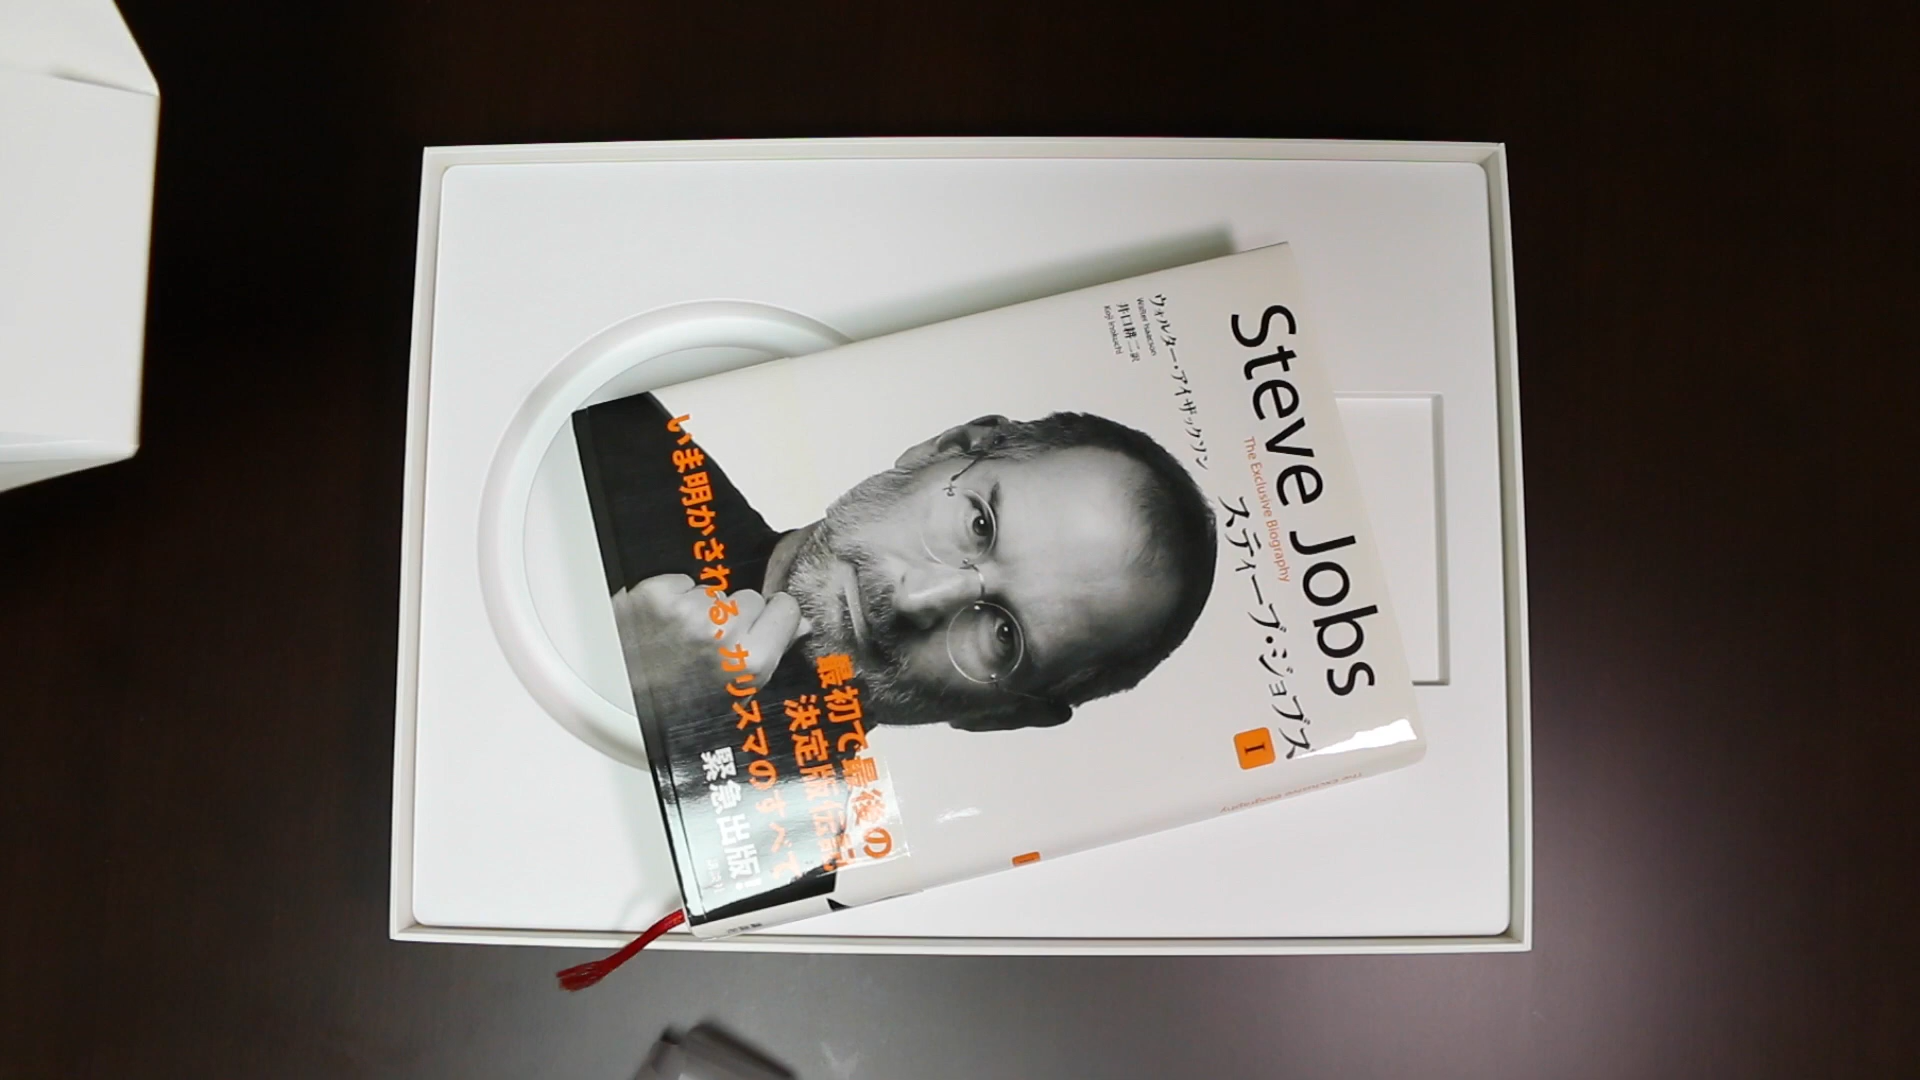 Steve Jobs
The Exclusive Biography
スティーブ・ジョブズ
I
ウォルター・アイザックソン
Walter Isaacson
井口耕二 訳
Koji Inokuchi
最初で最後の
決定版伝記
いま明かされる、カリスマのすべて
緊急出版!
The Exclusive Biography